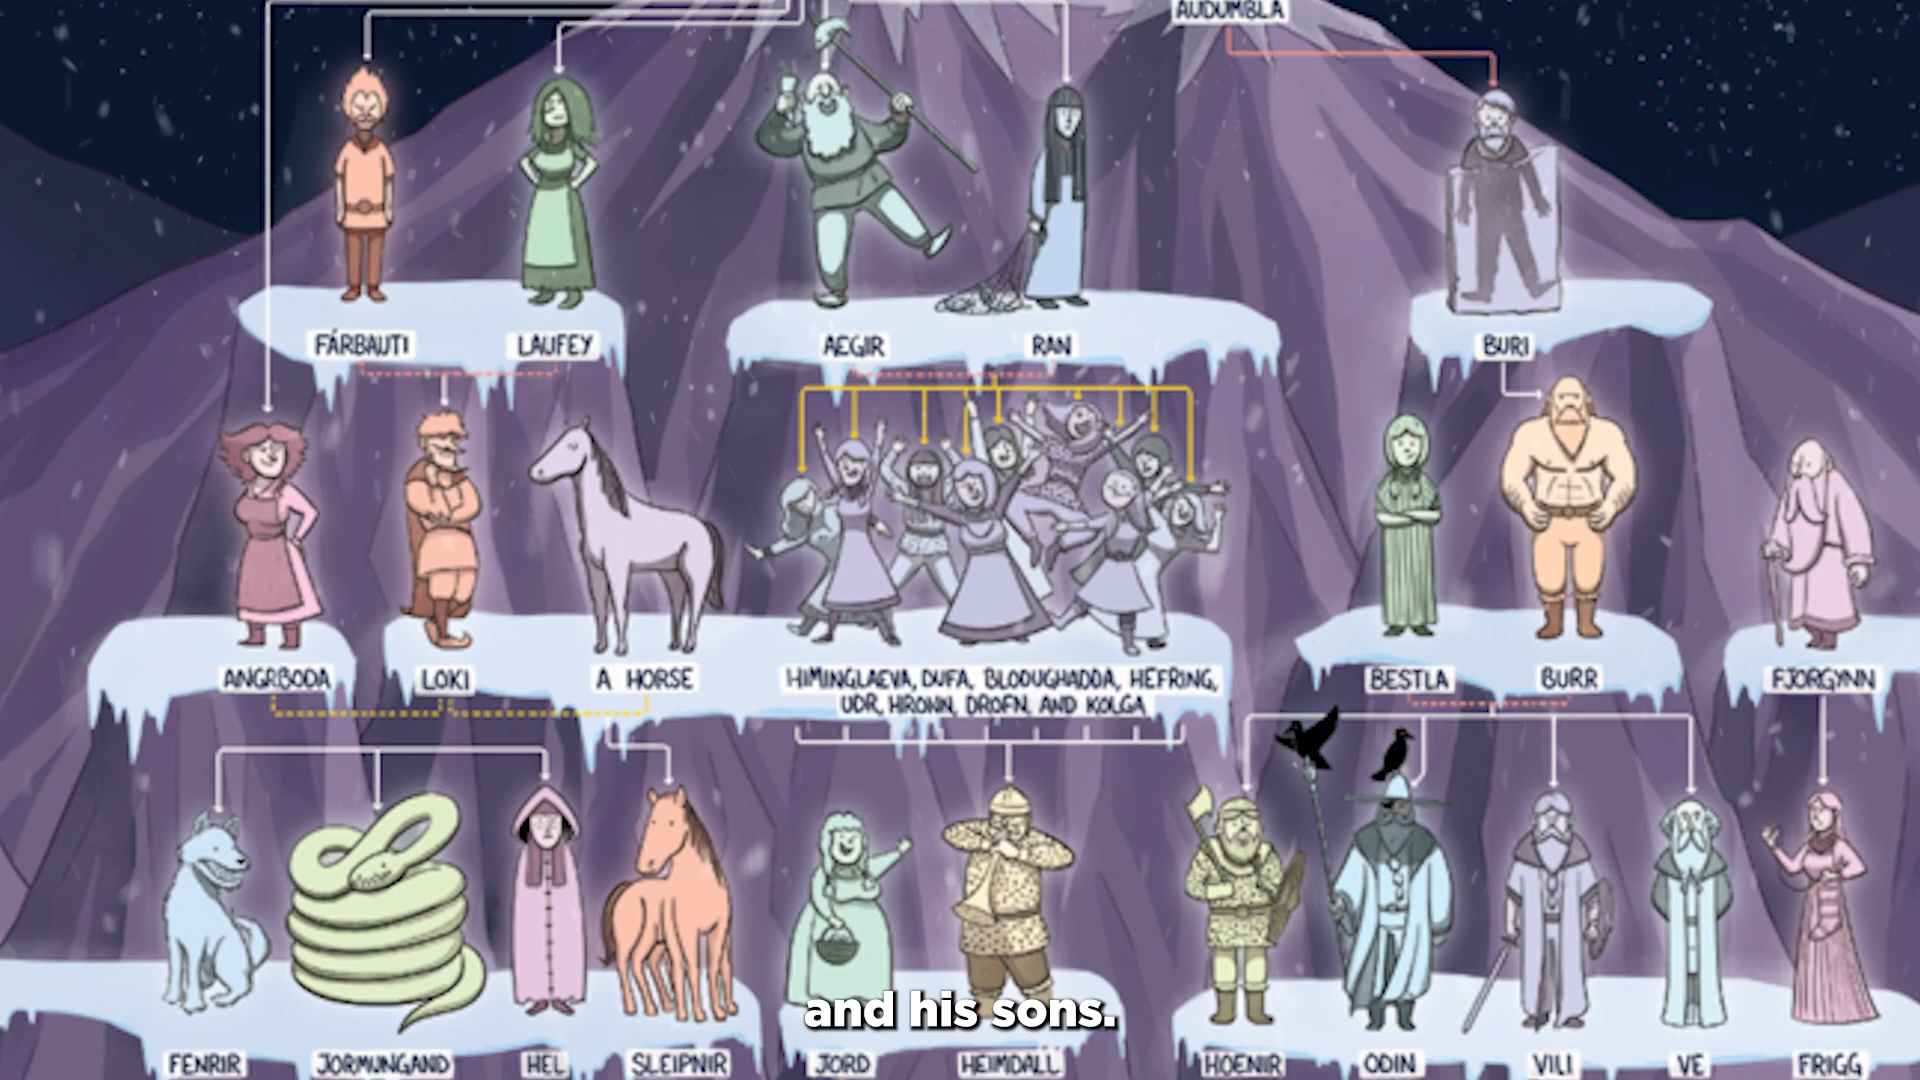 AUDUMBLA
FÁRBAUTI
LAUFEY
AEGIR
RAN
BURI
ANGRBODA
LOKI
A HORSE
HIMINGLAEVA, DUFA, BLODUGHADDA, HEFRING,
UDR, HRONN, DROFN, AND KOLGA
BESTLA
BURR
FJORGYNN
and his sons.
FENRIR
JORMUNGAND
HEL
SLEIPNIR
JORD
HEIMDALL
HOENIR
ODIN
VILI
VE
FRIGG